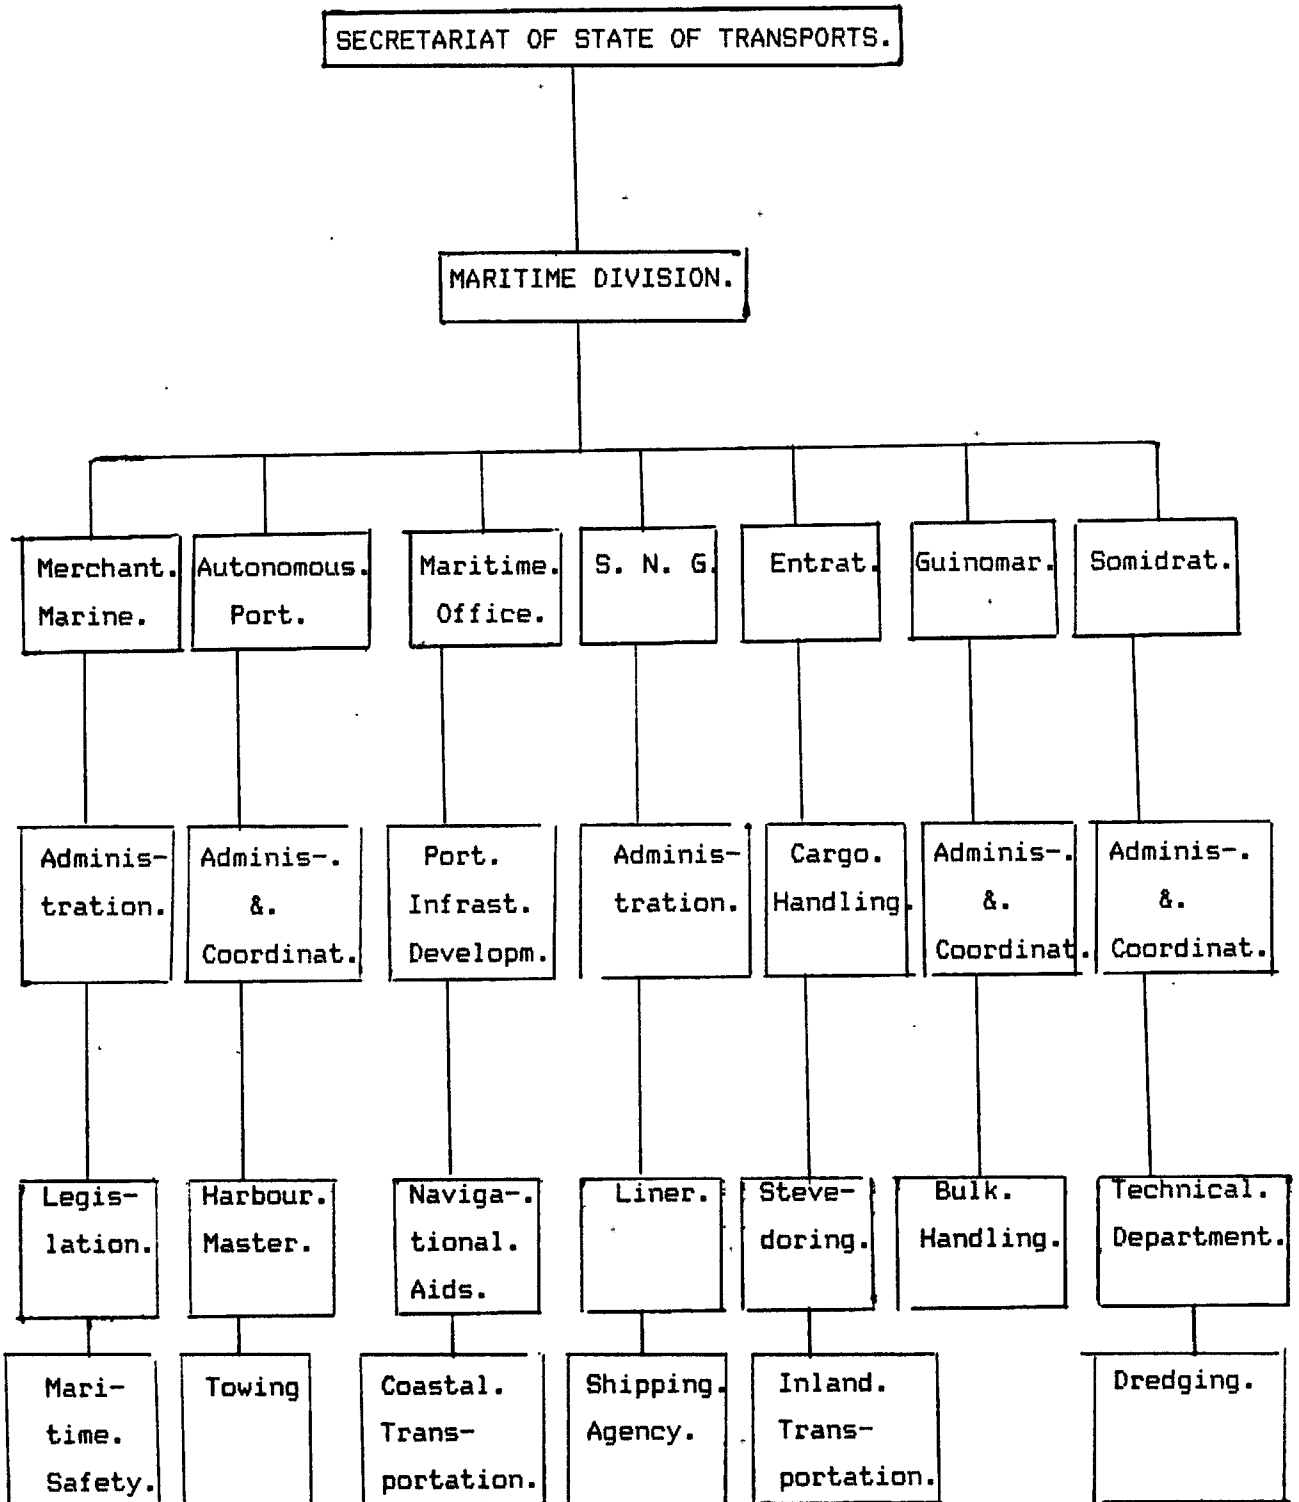 SECRETARIAT OF STATE OF TRANSPORTS.
MARITIME DIVISION.
Merchant.
Marine.
Autonomous.
Port.
Maritime.
Office.
S. N. G.
Entrat.
Guinomar.
Somidrat.
Adminis-
tration.
Adminis-.
&.
Coordinat.
Port.
Infrast.
Developm.
Adminis-
tration.
Cargo.
Handling.
Adminis-.
&.
Coordinat.
Adminis-.
&.
Coordinat.
Legis-
lation.
Harbour.
Master.
Naviga-.
tional.
Aids.
Liner.
Steve-
doring.
Bulk.
Handling.
Technical.
Department.
Mari-
time.
Safety.
Towing
Coastal.
Trans-
portation.
Shipping.
Agency.
Inland.
Trans-
portation.
Dredging.